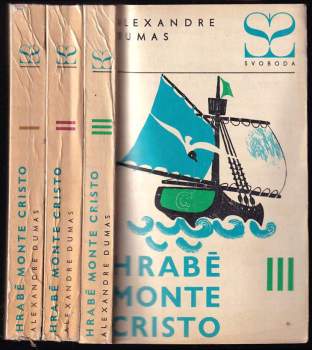 I
HRABĚ MONTE CRISTO
ALEXANDRE DUMAS
II
HRABĚ MONTE CRISTO
ALEXANDRE DUMAS
III
HRABĚ MONTE CRISTO
ALEXANDRE DUMAS
ALEXANDRE
DUMAS
SVOBODA
HRABĚ
MONTE
CRISTO
III